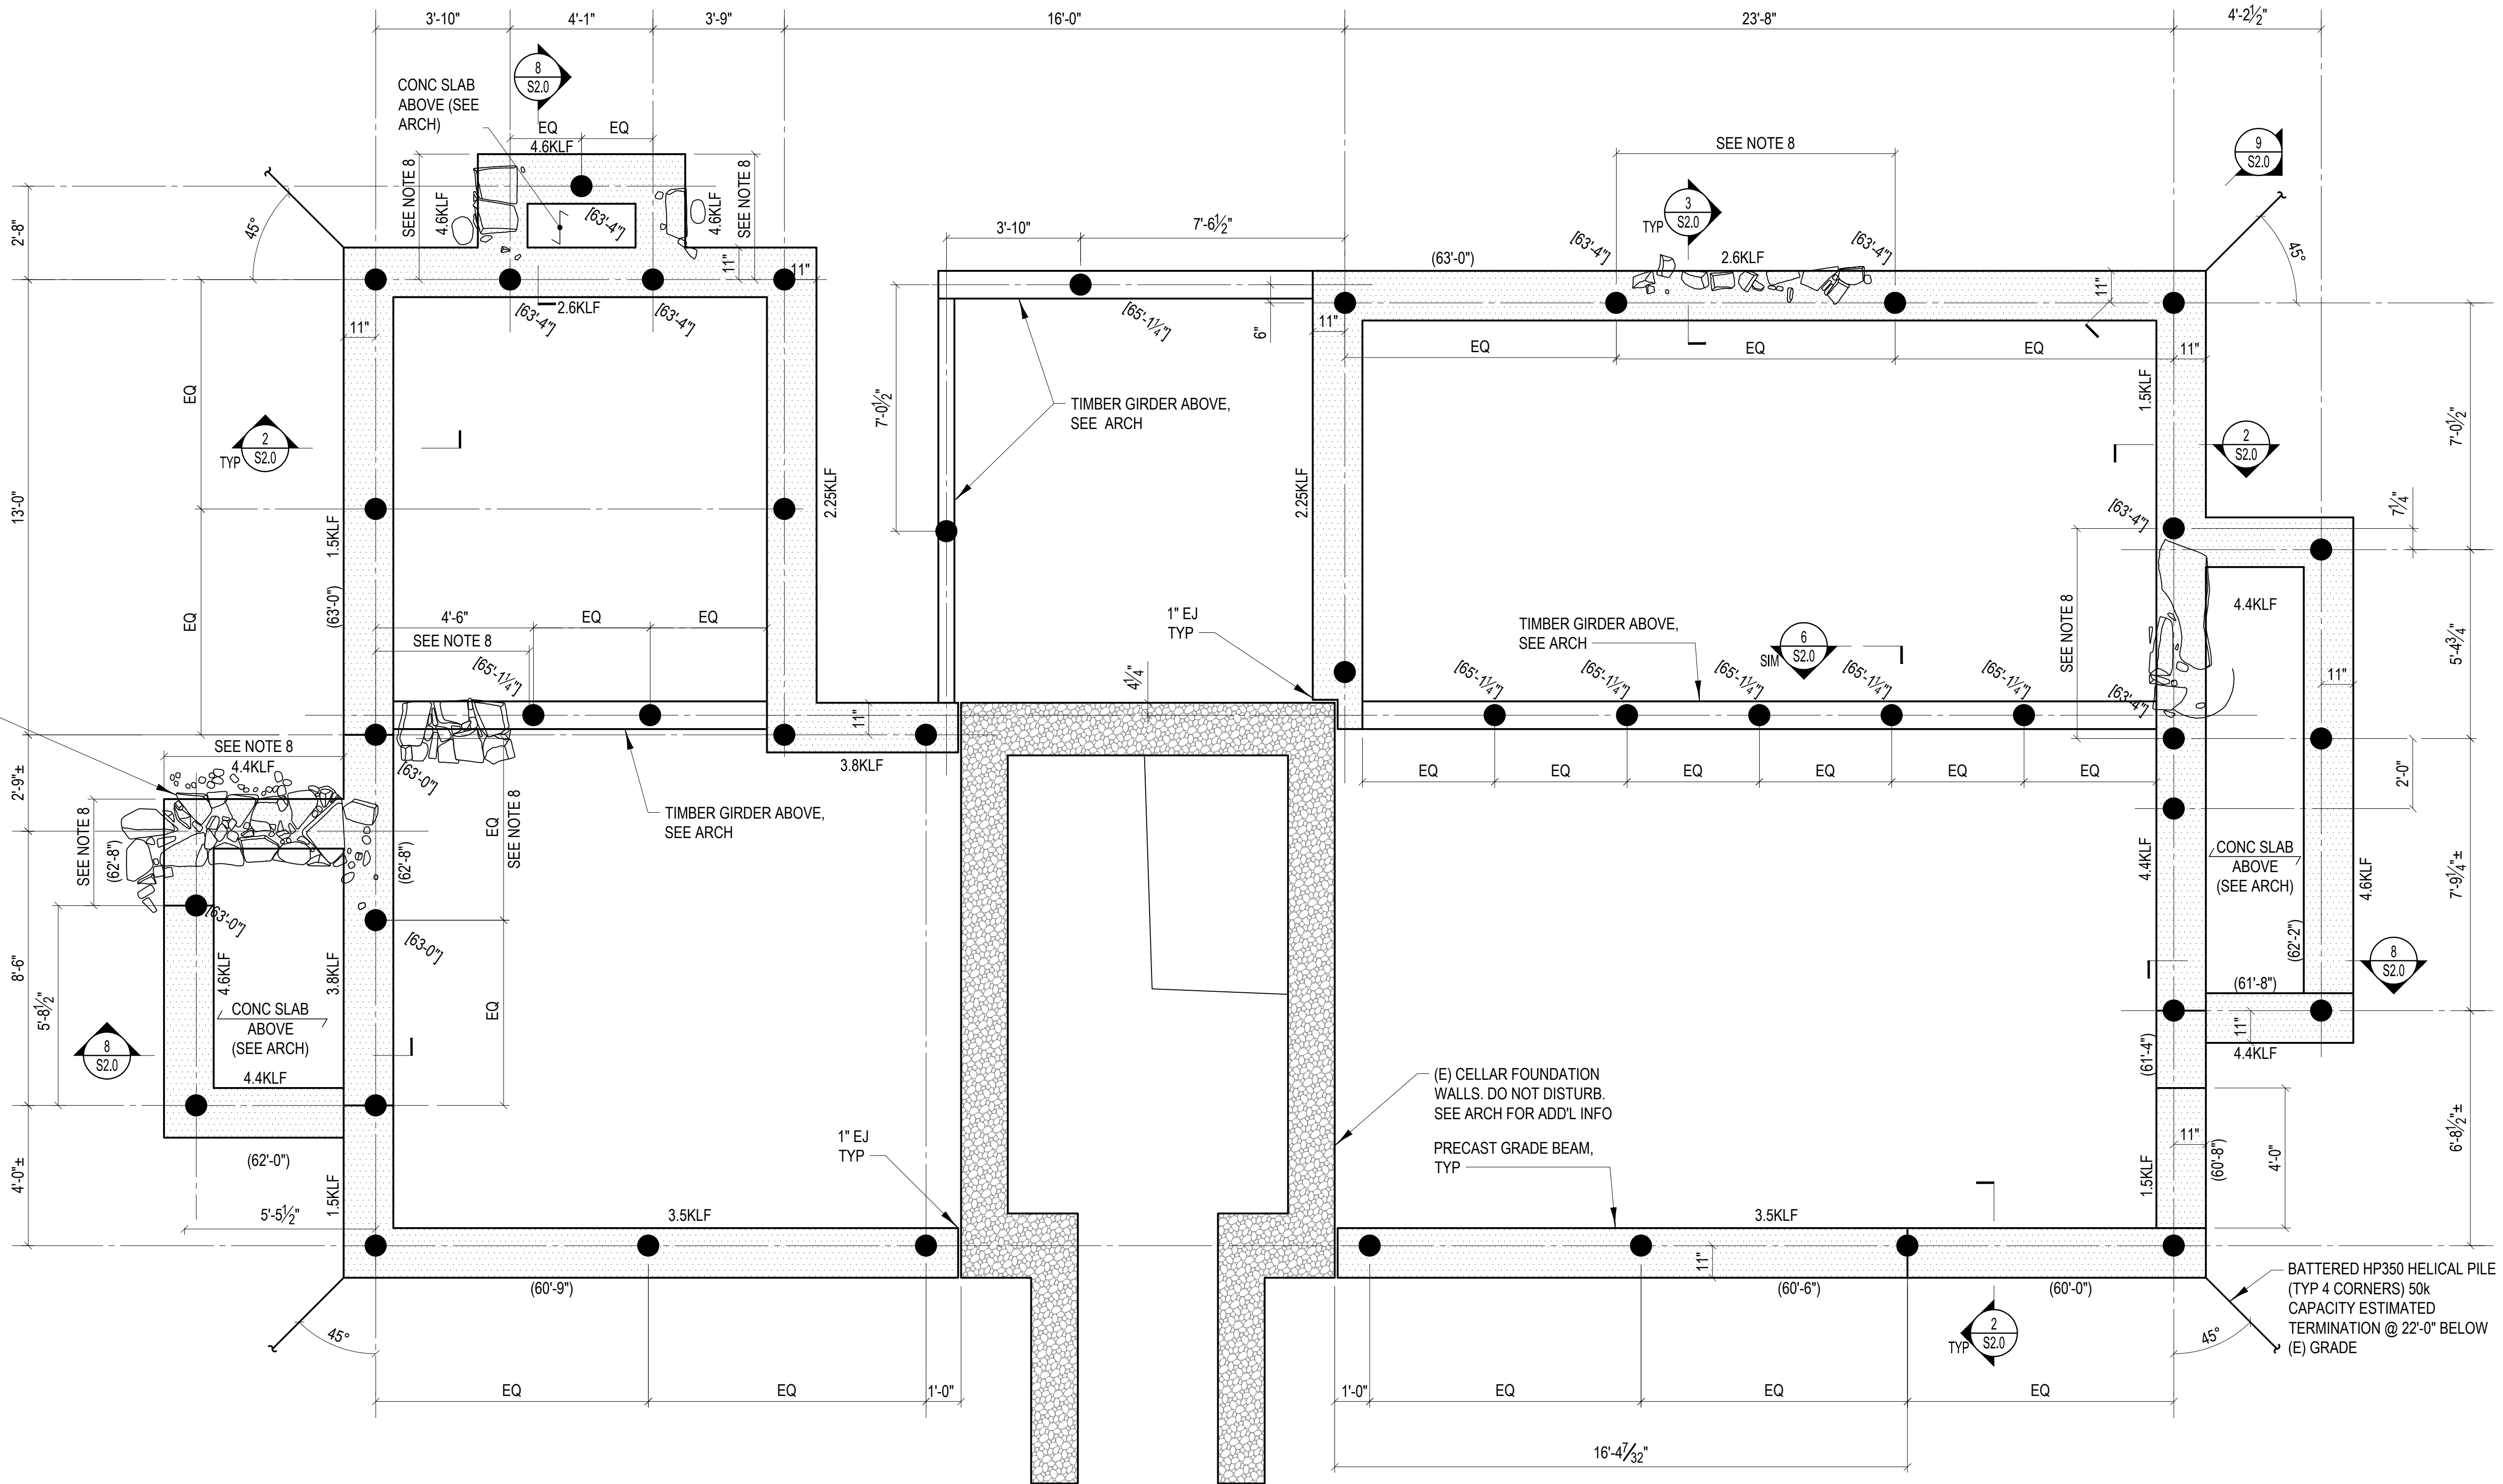 3'-10"
4'-1"
3'-9"
16'-0"
23'-8"
4'-2½"
8
S2.0
CONC SLAB
ABOVE (SEE
ARCH)
EQ
EQ
4.6KLF
SEE NOTE 8
4.6KLF
[63'-4"]
4.6KLF
SEE NOTE 8
SEE NOTE 8
3
S2.0
TYP
9
S2.0
2'-8"
45°
3'-10"
7'-6½"
(63'-0")
[63'-4"]
2.6KLF
[63'-4"]
45°
11"
11"
[63'-4"]
2.6KLF
[63'-4"]
11"
[65'-1¼"]
6"
11"
11"
EQ
EQ
EQ
11"
EQ
7'-0½"
TIMBER GIRDER ABOVE,
SEE ARCH
1.5KLF
7'-0½"
2
S2.0
TYP
2
S2.0
13'-0"
2.25KLF
2.25KLF
[63'-4"]
7¼"
1.5KLF
(63'-0")
EQ
4'-6"
EQ
EQ
SEE NOTE 8
[65'-1¼"]
1" EJ
TYP
TIMBER GIRDER ABOVE,
SEE ARCH
6
S2.0
SIM
SEE NOTE 8
4.4KLF
5'-4¾"
4¼"
[65'-1¼"]
[65'-1¼"]
[65'-1¼"]
[65'-1¼"]
[65'-1¼"]
[63'-4"]
11"
11"
SEE NOTE 8
4.4KLF
[63'-0"]
3.8KLF
EQ
EQ
EQ
EQ
EQ
EQ
2'-0"
2'-9"±
TIMBER GIRDER ABOVE,
SEE ARCH
SEE NOTE 8
(62'-8")
(62'-8")
EQ
SEE NOTE 8
4.4KLF
CONC SLAB
ABOVE
(SEE ARCH)
4.6KLF
7'-9¼"±
[63'-0"]
[63-0"]
(62'-2")
8
S2.0
8'-6"
5'-8½"
4.6KLF
3.8KLF
CONC SLAB
ABOVE
(SEE ARCH)
EQ
(61'-8")
11"
4.4KLF
8
S2.0
4.4KLF
(61'-4")
(E) CELLAR FOUNDATION
WALLS. DO NOT DISTURB.
SEE ARCH FOR ADD'L INFO
PRECAST GRADE BEAM,
TYP
1" EJ
TYP
11"
(60'-8")
4'-0"
6'-8½"±
4'-0"±
(62'-0")
1.5KLF
1.5KLF
5'-5½"
3.5KLF
3.5KLF
11"
(60'-9")
(60'-6")
(60'-0")
BATTERED HP350 HELICAL PILE
(TYP 4 CORNERS) 50k
CAPACITY ESTIMATED
TERMINATION @ 22'-0" BELOW
(E) GRADE
45°
2
S2.0
TYP
45°
EQ
EQ
1'-0"
1'-0"
EQ
EQ
EQ
16'-4 7/32"